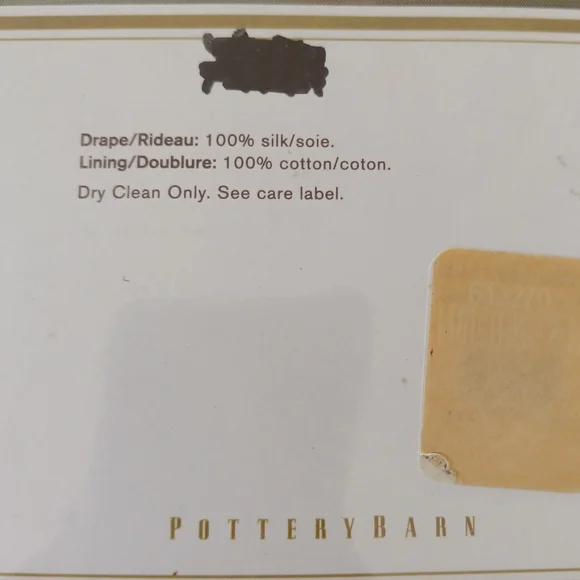 Drape/Rideau: 100% silk/soie.
Lining/Doublure: 100% cotton/coton.
Dry Clean Only. See care label.
POTTERYBARN